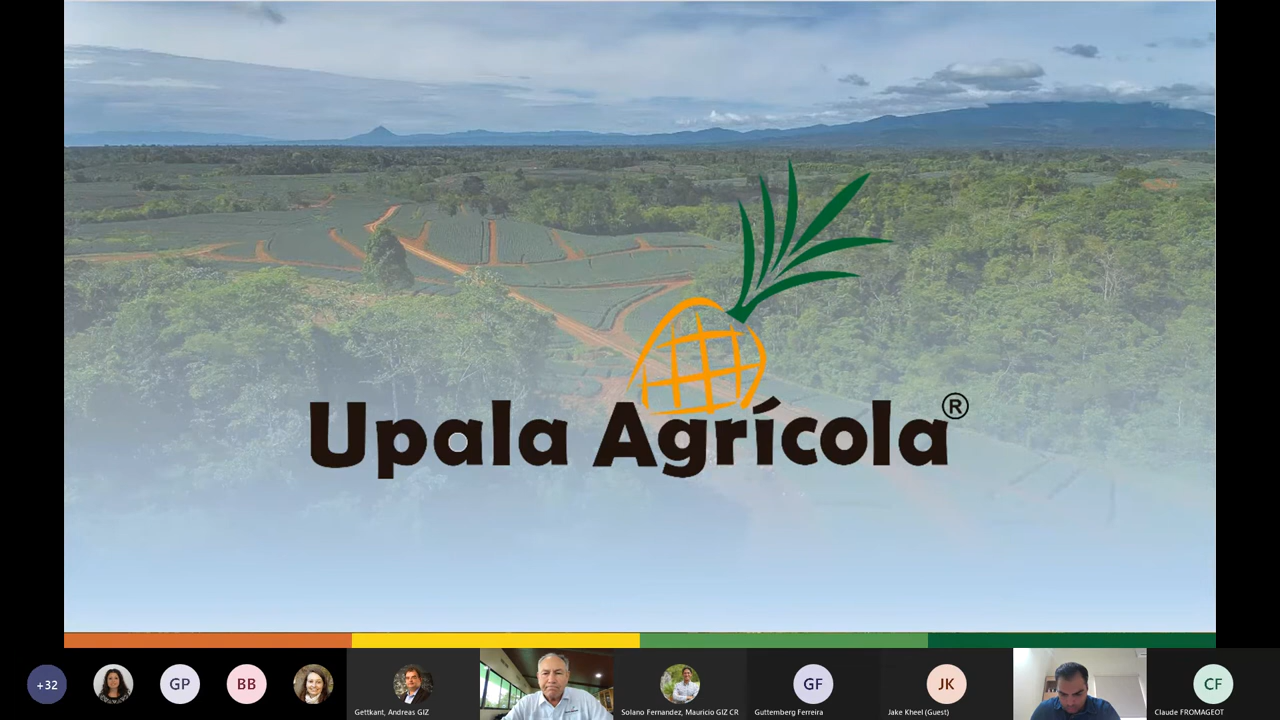 Upala Agrícola®
+32
GP
BB
Gettkant, Andreas GIZ
Solano Fernandez, Mauricio GIZ CR
GF
Guttemberg Ferreira
JK
Jake Kheel (Guest)
CF
Claude FROMAGEOT